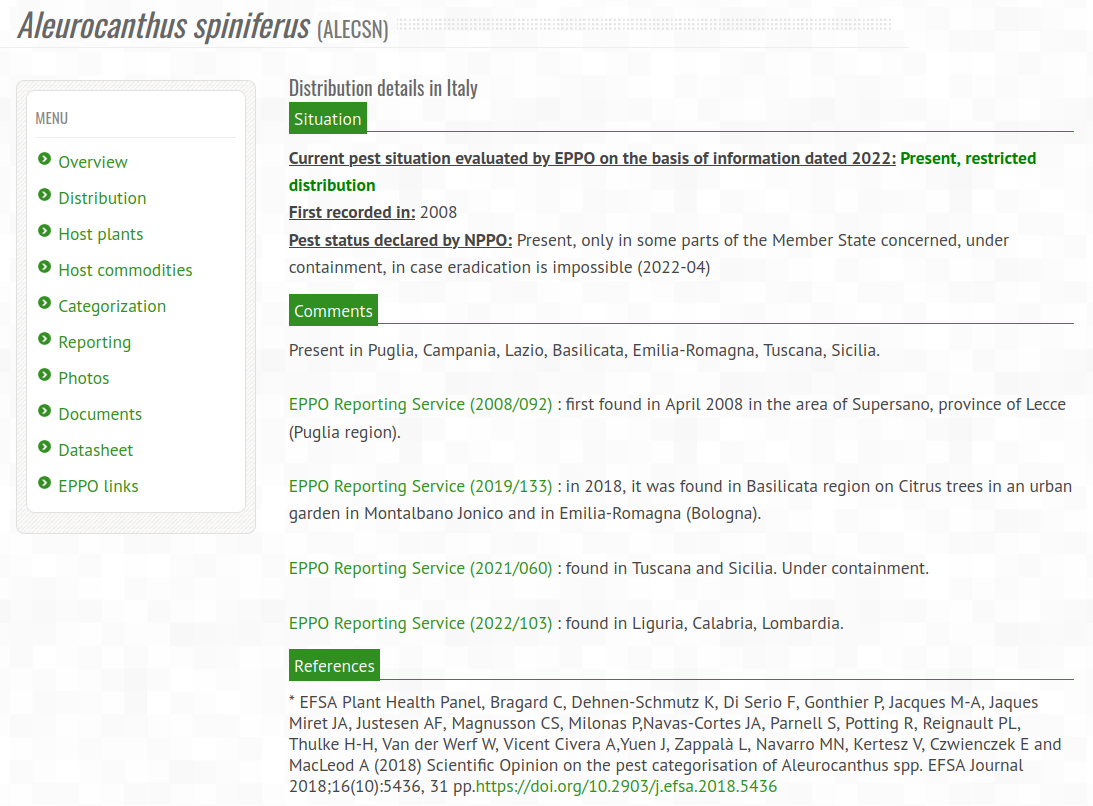 Aleurocanthus spiniferus (ALECSN)
MENU
Overview
Distribution
Host plants
Host commodities
Categorization
Reporting
Photos
Documents
Datasheet
EPPO links
Distribution details in Italy
Situation
Current pest situation evaluated by EPPO on the basis of information dated 2022: Present, restricted
distribution
First recorded in: 2008
Pest status declared by NPPO: Present, only in some parts of the Member State concerned, under
containment, in case eradication is impossible (2022-04)
Comments
Present in Puglia, Campania, Lazio, Basilicata, Emilia-Romagna, Tuscana, Sicilia.
EPPO Reporting Service (2008/092) : first found in April 2008 in the area of Supersano, province of Lecce
(Puglia region).
EPPO Reporting Service (2019/133) : in 2018, it was found in Basilicata region on Citrus trees in an urban
garden in Montalbano Jonico and in Emilia-Romagna (Bologna).
EPPO Reporting Service (2021/060) : found in Tuscana and Sicilia. Under containment.
EPPO Reporting Service (2022/103) : found in Liguria, Calabria, Lombardia.
References
* EFSA Plant Health Panel, Bragard C, Dehnen-Schmutz K, Di Serio F, Gonthier P, Jacques M-A, Jaques
Miret JA, Justesen AF, Magnusson CS, Milonas P,Navas-Cortes JA, Parnell S, Potting R, Reignault PL,
Thulke H-H, Van der Werf W, Vicent Civera A,Yuen J, Zappalà L, Navarro MN, Kertesz V, Czwienczek E and
MacLeod A (2018) Scientific Opinion on the pest categorisation of Aleurocanthus spp. EFSA Journal
2018;16(10):5436, 31 pp.https://doi.org/10.2903/j.efsa.2018.5436